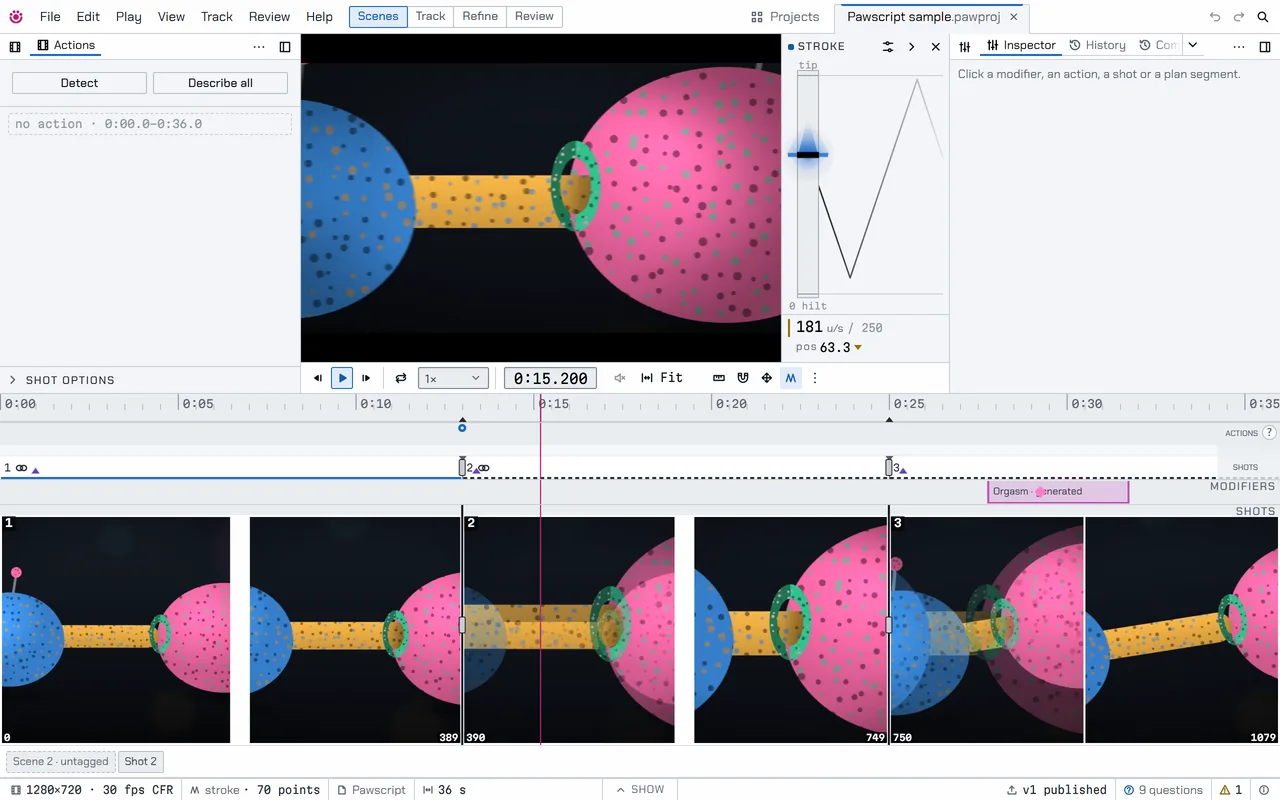 File Edit Play View Track Review Help Scenes Track Refine Review Projects Pawscript sample.pawproj
Actions
STROKE
Inspector History Con
Detect Describe all
tip
Click a modifier, an action, a shot or a plan segment.
no action · 0:00.0–0:36.0
0 hilt
181 u/s / 250
pos 63.3
SHOT OPTIONS
1× 0:15.200 Fit
0:00 0:05 0:10 0:15 0:20 0:25 0:30 0:35
ACTIONS ?
1 2 3 SHOTS
MODIFIERS
SHOTS
1 2 3
0 389 390 749 750 1079
Scene 2 · untagged Shot 2
1280×720 · 30 fps CFR stroke · 70 points Pawscript 36 s SHOW v1 published 9 questions 1